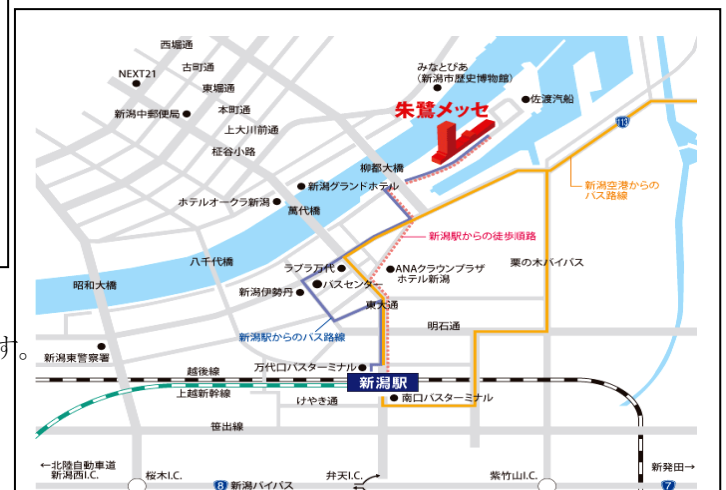 西堀通
古町通
NEXT21
東堀通
みなとぴあ
(新潟市歴史博物館)
佐渡汽船
新潟中郵便局
本町通
朱鷺メッセ
上大川前通
113
柾谷小路
柳都大橋
新潟グランドホテル
新潟空港からの
バス路線
ホテルオークラ新潟
萬代橋
新潟駅からの徒歩順路
八千代橋
ラブラ万代
ANAクラウンプラザ
ホテル新潟
栗の木バイパス
昭和大橋
バスセンター
新潟伊勢丹
東大通
明石通
新潟駅からのバス路線
す。
新潟東警察署
万代口バスターミナル
越後線
新潟駅
上越新幹線
けやき通
南口バスターミナル
笹出線
←北陸自動車道
新潟西I.C.
桜木I.C.
8 新潟バイパス
弁天I.C.
紫竹山I.C.
新発田→
7